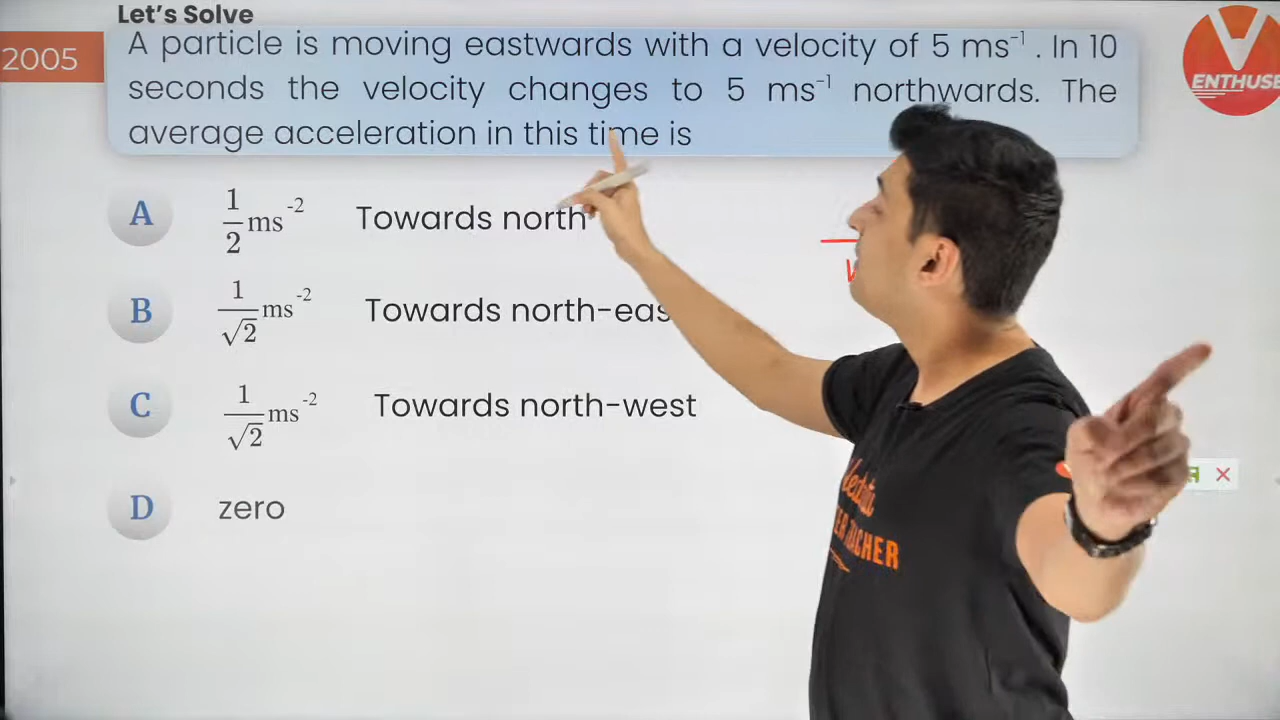 Let's Solve
2005
A particle is moving eastwards with a velocity of 5 ms⁻¹ . In 10
seconds the velocity changes to 5 ms⁻¹ northwards. The
average acceleration in this time is
ENTHUSE
A 1/2 ms⁻² Towards north
B 1/√2 ms⁻² Towards
C 1/√2 ms⁻² Towards north-west
D zero